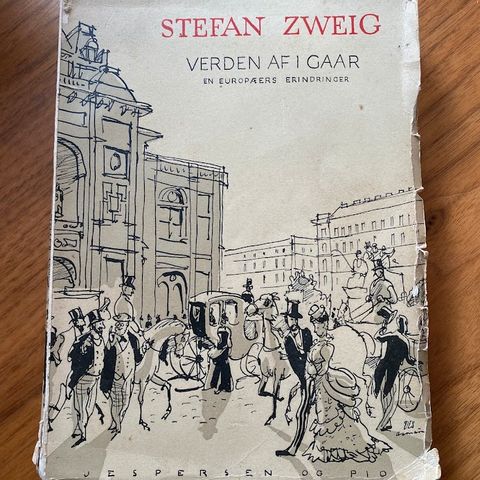 STEFAN ZWEIG
VERDEN AF I GAAR
EN EUROPÆERS ERINDRINGER
JESPERSEN OG PIO